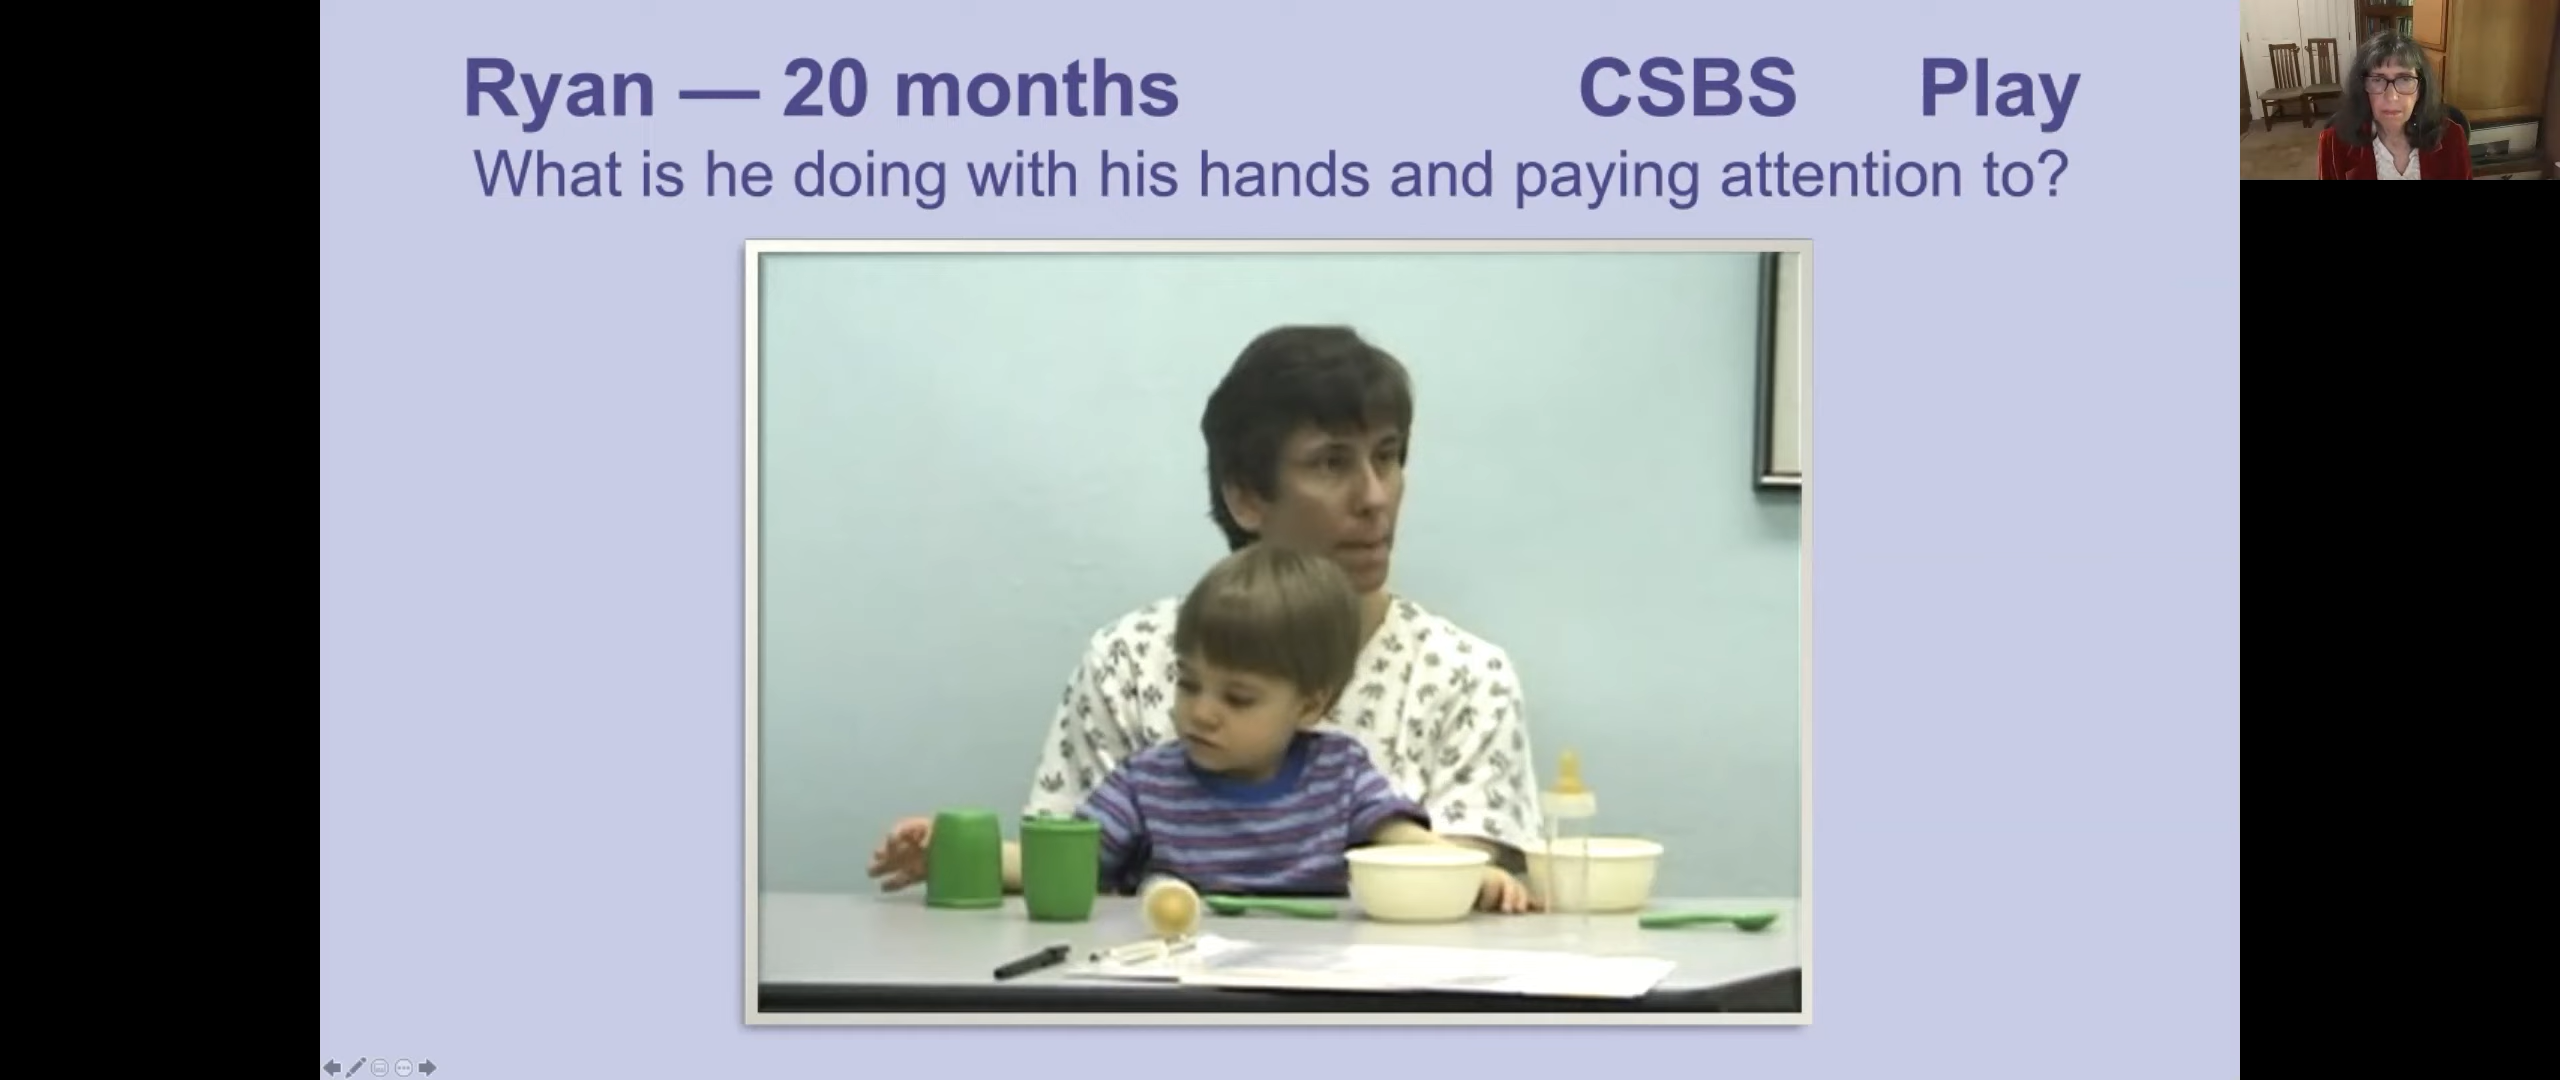 Ryan — 20 months CSBS Play
What is he doing with his hands and paying attention to?